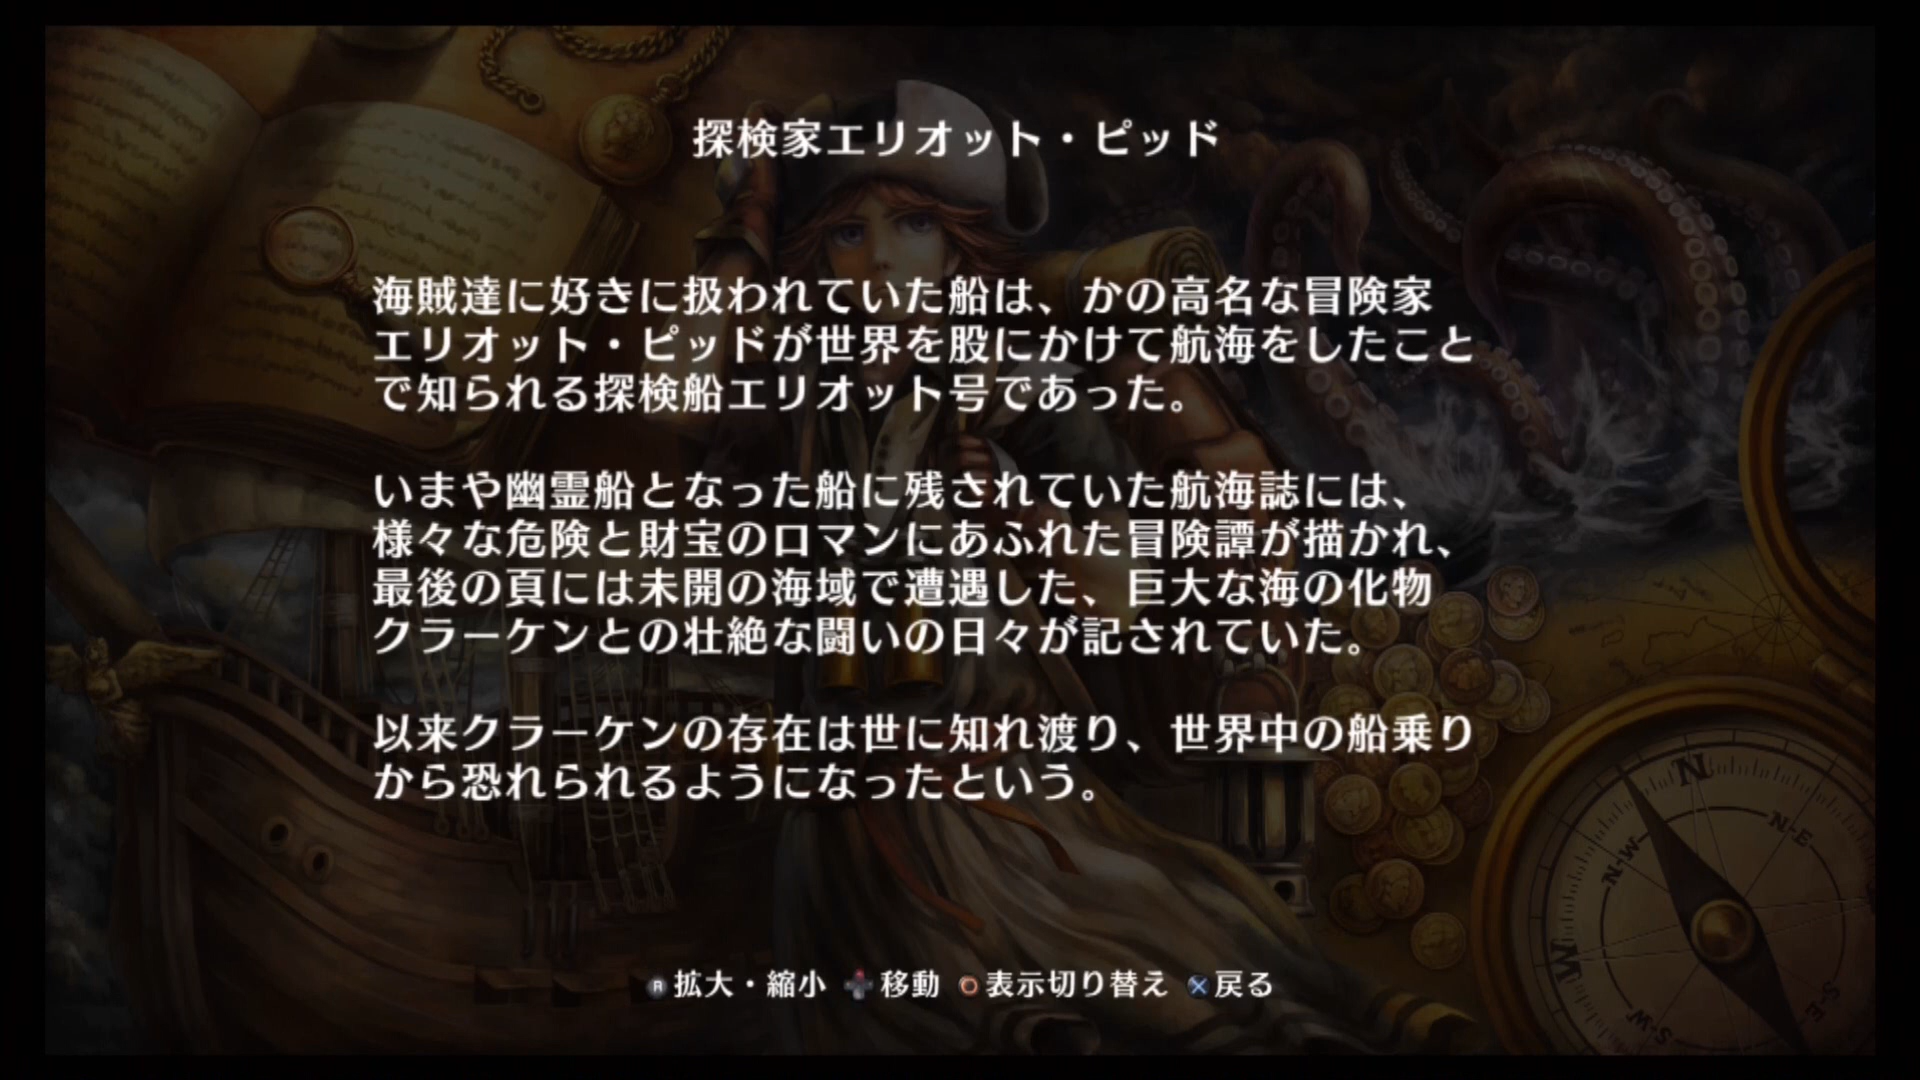 探検家エリオット・ピッド
海賊達に好きに扱われていた船は、かの高名な冒険家
エリオット・ピッドが世界を股にかけて航海をしたこと
で知られる探検船エリオット号であった。
いまや幽霊船となった船に残されていた航海誌には、
様々な危険と財宝のロマンにあふれた冒険譚が描かれ、
最後の頁には未開の海域で遭遇した、巨大な海の化物
クラーケンとの壮絶な闘いの日々が記されていた。
以来クラーケンの存在は世に知れ渡り、世界中の船乗り
から恐れられるようになったという。
N
N-E
N-W
W
S-W
S-E
R 拡大・縮小 移動 表示切り替え 戻る